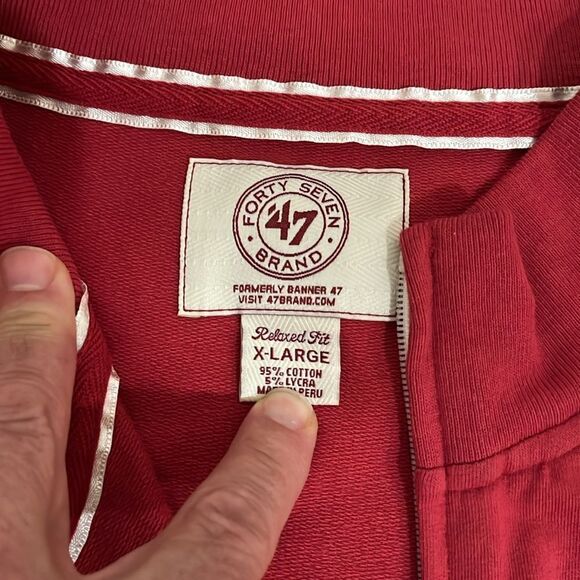 FORTY SEVEN
'47
BRAND
FORMERLY BANNER 47
VISIT 47BRAND.COM
Relaxed Fit
X-LARGE
95% COTTON
5% LYCRA
PERU